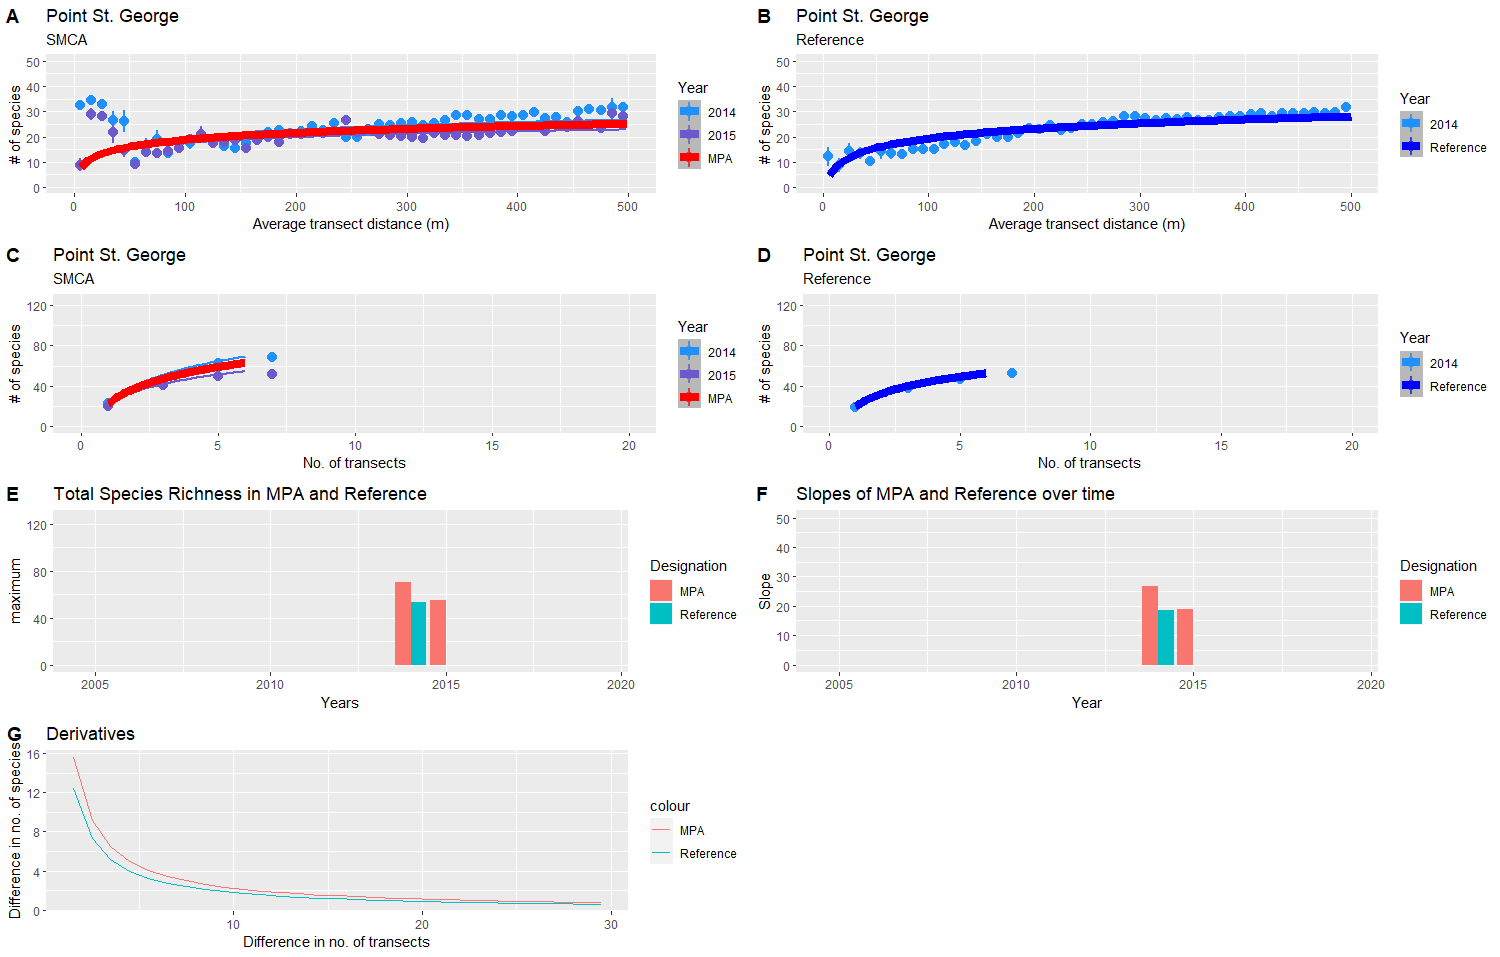 A
Point St. George
SMCA
50
40
30
20
10
0
# of species
0 100 200 300 400 500
Average transect distance (m)
Year
2014
2015
MPA
B
Point St. George
Reference
50
40
30
20
10
0
# of species
0 100 200 300 400 500
Average transect distance (m)
Year
2014
Reference
C
Point St. George
SMCA
120
80
40
0
# of species
0 5 10 15 20
No. of transects
Year
2014
2015
MPA
D
Point St. George
Reference
120
80
40
0
# of species
0 5 10 15 20
No. of transects
Year
2014
Reference
E
Total Species Richness in MPA and Reference
120
80
40
0
maximum
2005 2010 2015 2020
Years
Designation
MPA
Reference
F
Slopes of MPA and Reference over time
50
40
30
20
10
0
Slope
2005 2010 2015 2020
Year
Designation
MPA
Reference
G
Derivatives
16
12
8
4
0
Difference in no. of species
10 20 30
Difference in no. of transects
colour
MPA
Reference